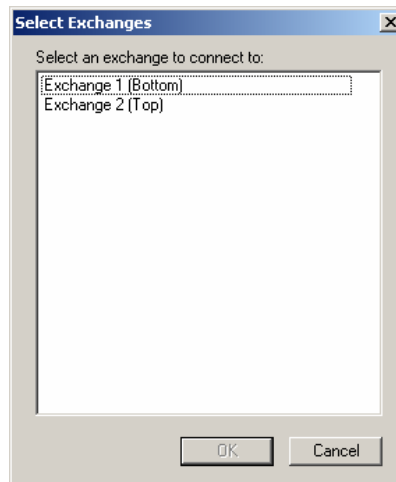 Select Exchanges
Select an exchange to connect to:
Exchange 1 (Bottom)
Exchange 2 (Top)
OK
Cancel